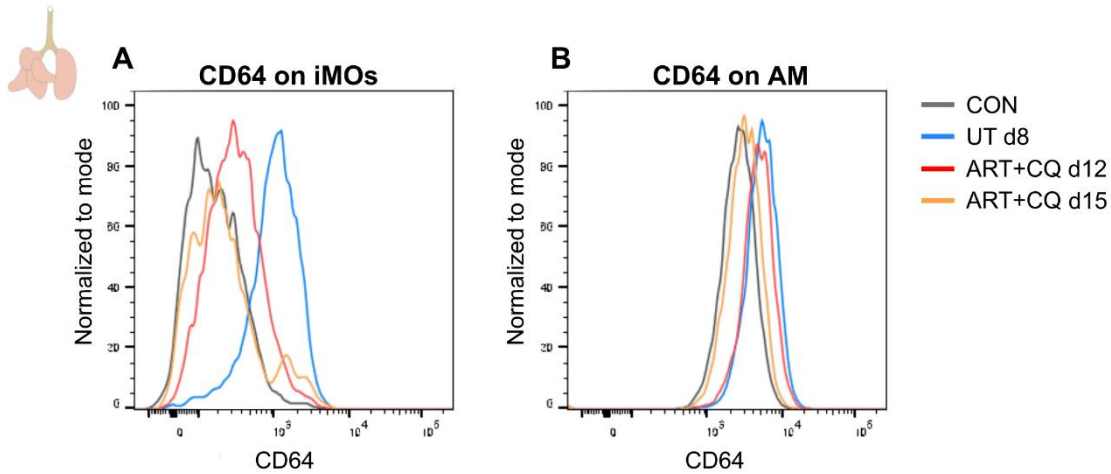 A
CD64 on iMOs
Normalized to mode
100
80
60
40
20
0
0
10³
10⁴
10⁵
CD64
B
CD64 on AM
Normalized to mode
100
80
60
40
20
0
0
10³
10⁴
10⁵
CD64
CON
UT d8
ART+CQ d12
ART+CQ d15